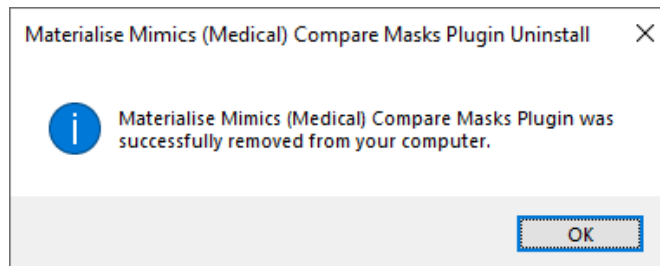 Materialise Mimics (Medical) Compare Masks Plugin Uninstall
Materialise Mimics (Medical) Compare Masks Plugin was
successfully removed from your computer.
OK